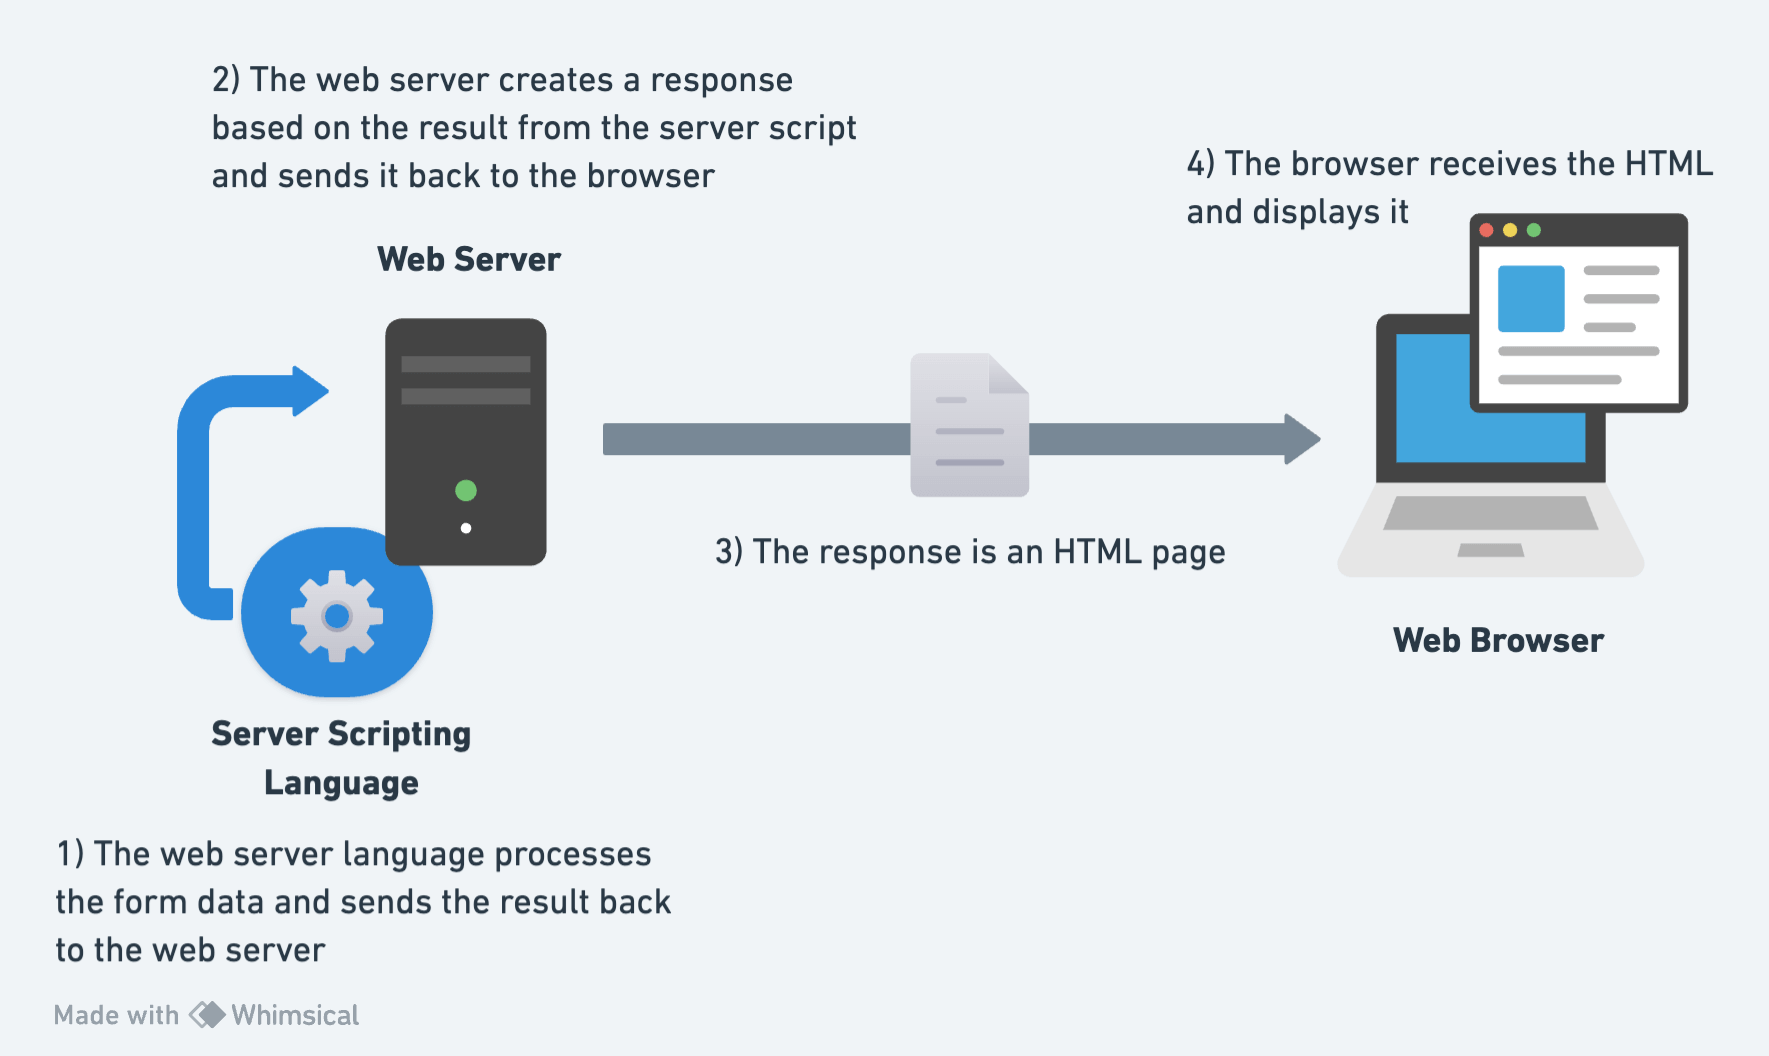 2) The web server creates a response
based on the result from the server script
and sends it back to the browser
4) The browser receives the HTML
and displays it
Web Server
3) The response is an HTML page
Web Browser
Server Scripting
Language
1) The web server language processes
the form data and sends the result back
to the web server
Made with Whimsical